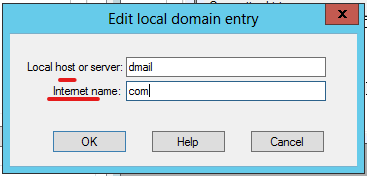 Edit local domain entry
x
Local host or server: dmail
Internet name: com
OK Help Cancel